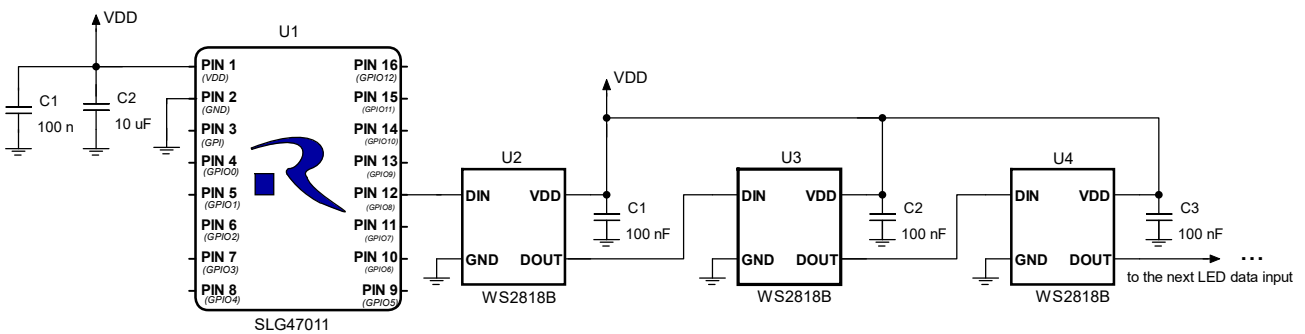 VDD
U1
C1
100 n
C2
10 uF
PIN 1
(VDD)
PIN 2
(GND)
PIN 3
(GPI)
PIN 4
(GPIO0)
PIN 5
(GPIO1)
PIN 6
(GPIO2)
PIN 7
(GPIO3)
PIN 8
(GPIO4)
PIN 16
(GPIO12)
PIN 15
(GPIO11)
PIN 14
(GPIO10)
PIN 13
(GPIO9)
PIN 12
(GPIO8)
PIN 11
(GPIO7)
PIN 10
(GPIO6)
PIN 9
(GPIO5)
SLG47011
VDD
U2
DIN VDD
GND DOUT
WS2818B
C1
100 nF
U3
DIN VDD
GND DOUT
WS2818B
C2
100 nF
U4
DIN VDD
GND DOUT
WS2818B
C3
100 nF
...
to the next LED data input